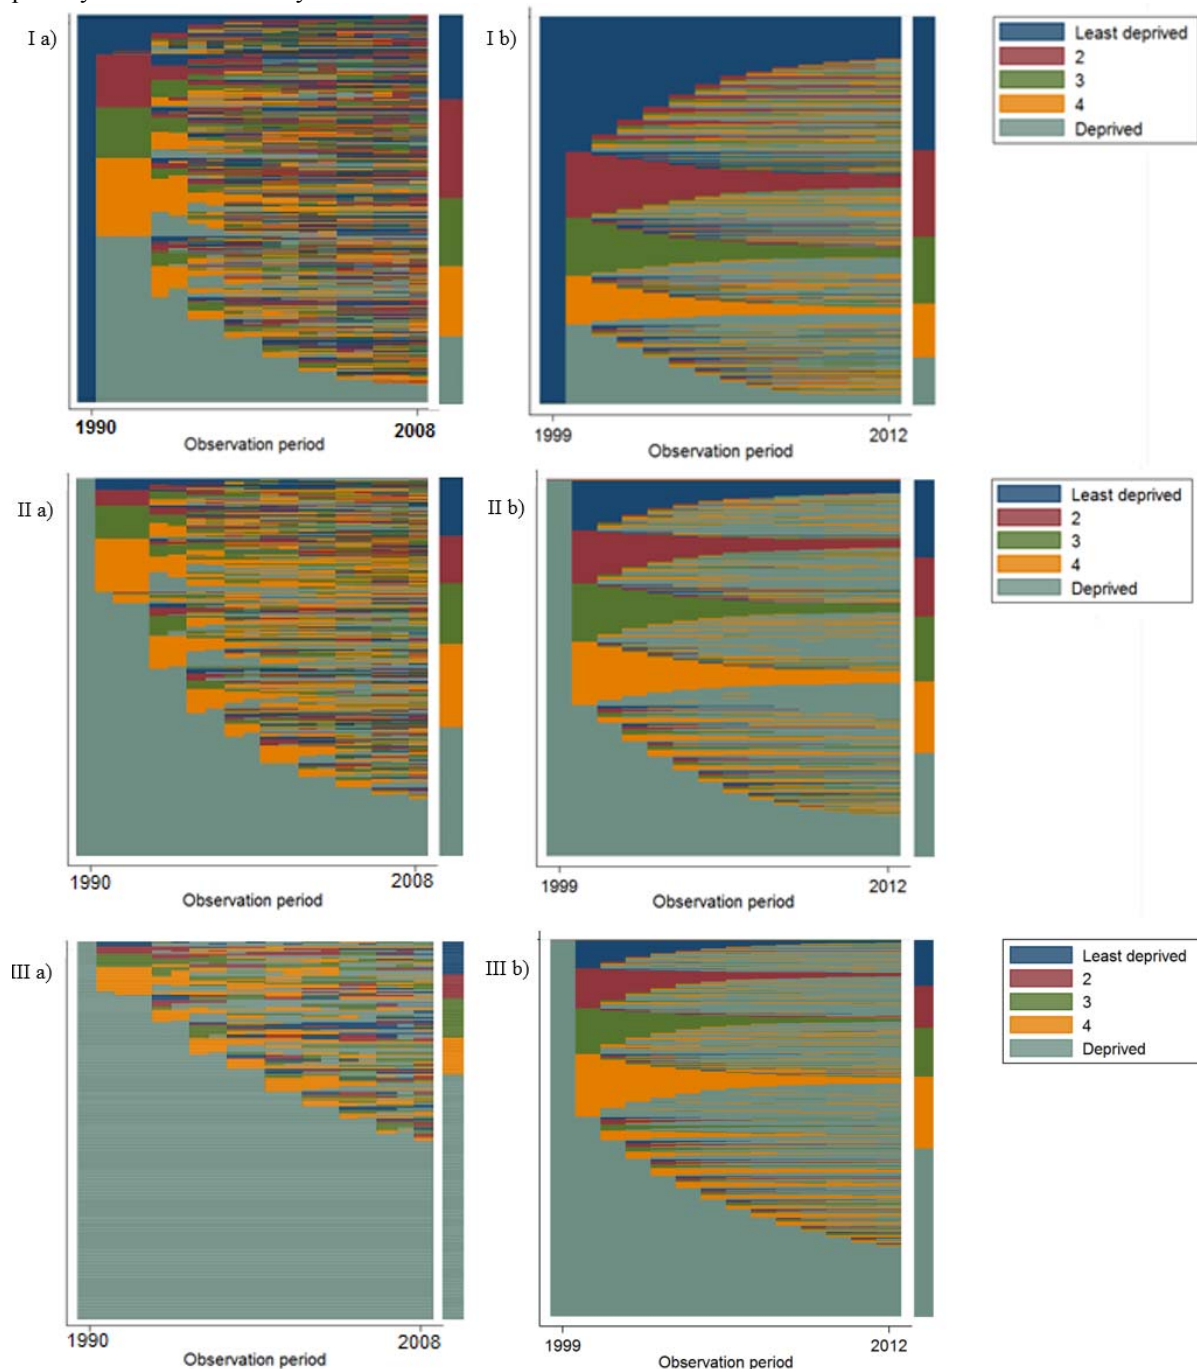 I a)
I b)
Least deprived
2
3
4
Deprived
1990
2008
Observation period
1999
2012
Observation period
II a)
II b)
Least deprived
2
3
4
Deprived
1990
2008
Observation period
1999
2012
Observation period
III a)
III b)
Least deprived
2
3
4
Deprived
1990
2008
Observation period
1999
2012
Observation period